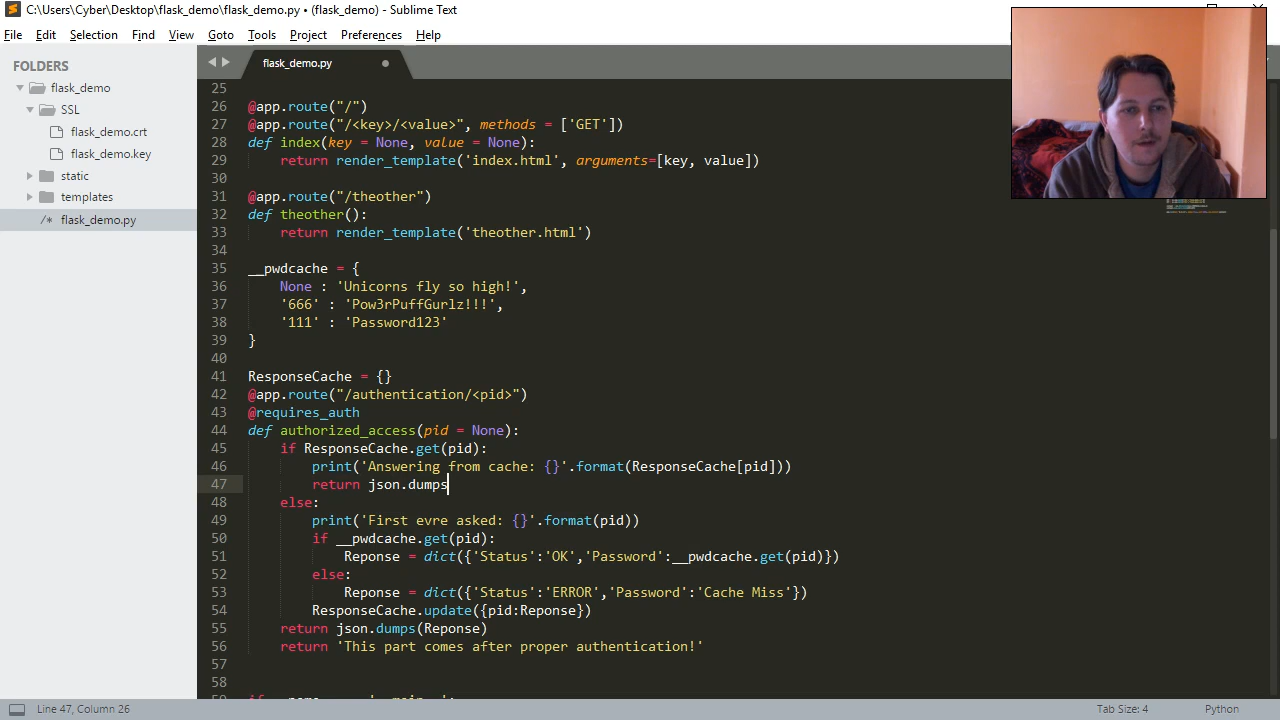 C:\Users\Cyber\Desktop\flask_demo\flask_demo.py • (flask_demo) - Sublime Text
File Edit Selection Find View Goto Tools Project Preferences Help
FOLDERS
flask_demo
SSL
flask_demo.crt
flask_demo.key
static
templates
/* flask_demo.py
flask_demo.py
25
26 @app.route("/")
27 @app.route("/<key>/<value>", methods = ['GET'])
28 def index(key = None, value = None):
29 return render_template('index.html', arguments=[key, value])
30
31 @app.route("/theother")
32 def theother():
33 return render_template('theother.html')
34
35 __pwdcache = {
36 None : 'Unicorns fly so high!',
37 '666' : 'Pow3rPuffGurlz!!!',
38 '111' : 'Password123'
39 }
40
41 ResponseCache = {}
42 @app.route("/authentication/<pid>")
43 @requires_auth
44 def authorized_access(pid = None):
45 if ResponseCache.get(pid):
46 print('Answering from cache: {}'.format(ResponseCache[pid]))
47 return json.dumps
48 else:
49 print('First evre asked: {}'.format(pid))
50 if __pwdcache.get(pid):
51 Reponse = dict({'Status':'OK','Password':__pwdcache.get(pid)})
52 else:
53 Reponse = dict({'Status':'ERROR','Password':'Cache Miss'})
54 ResponseCache.update({pid:Reponse})
55 return json.dumps(Reponse)
56 return 'This part comes after proper authentication!'
57
58
Line 47, Column 26
Tab Size: 4
Python